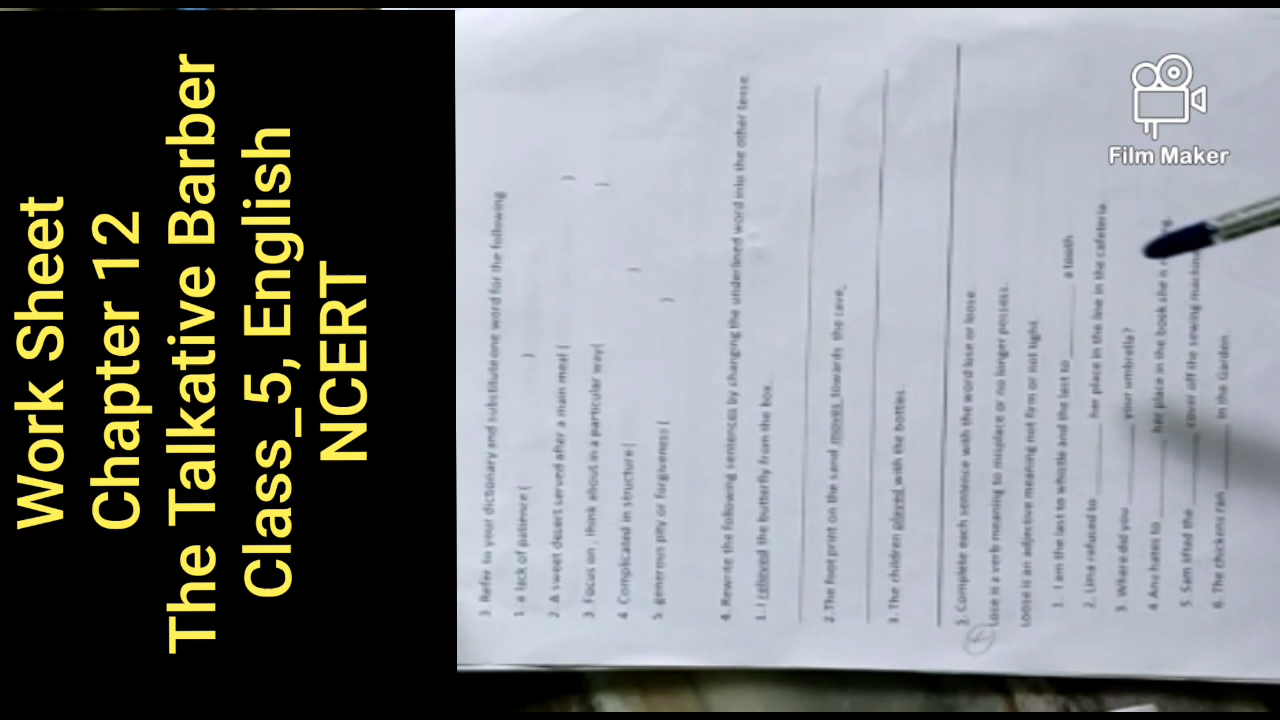 Work Sheet
Chapter 12
The Talkative Barber
Class_5, English
NCERT
Film Maker
3 Refer to your dictionary and substitute one word for the following
1. a lack of patience ( )
2. A sweet desert served after a main meal ( )
3 Focus on, think about in a particular way( )
4 Complicated in structure ( )
5 generous pity or forgiveness ( )
4. Rewrite the following sentences by changing the underlined word into the other tense.
1. I relieved the butterfly from the box.
2. The foot print on the sand moves towards the cave.
3. The children played with the bottles.
5. Complete each sentence with the word lose or loose
Lose is a verb meaning to misplace or no longer possess.
Loose is an adjective meaning not firm or not tight.
1. I am the last to whistle and the last to ______ a tooth
2. Lima refused to ______ her place in the line in the cafeteria.
3. Where did you ______ your umbrella?
4 Any hates to ______ her place in the book she is
5. Sam lifted the ______ cover off the sewing machine
6. The chickens ran ______ in the Garden.